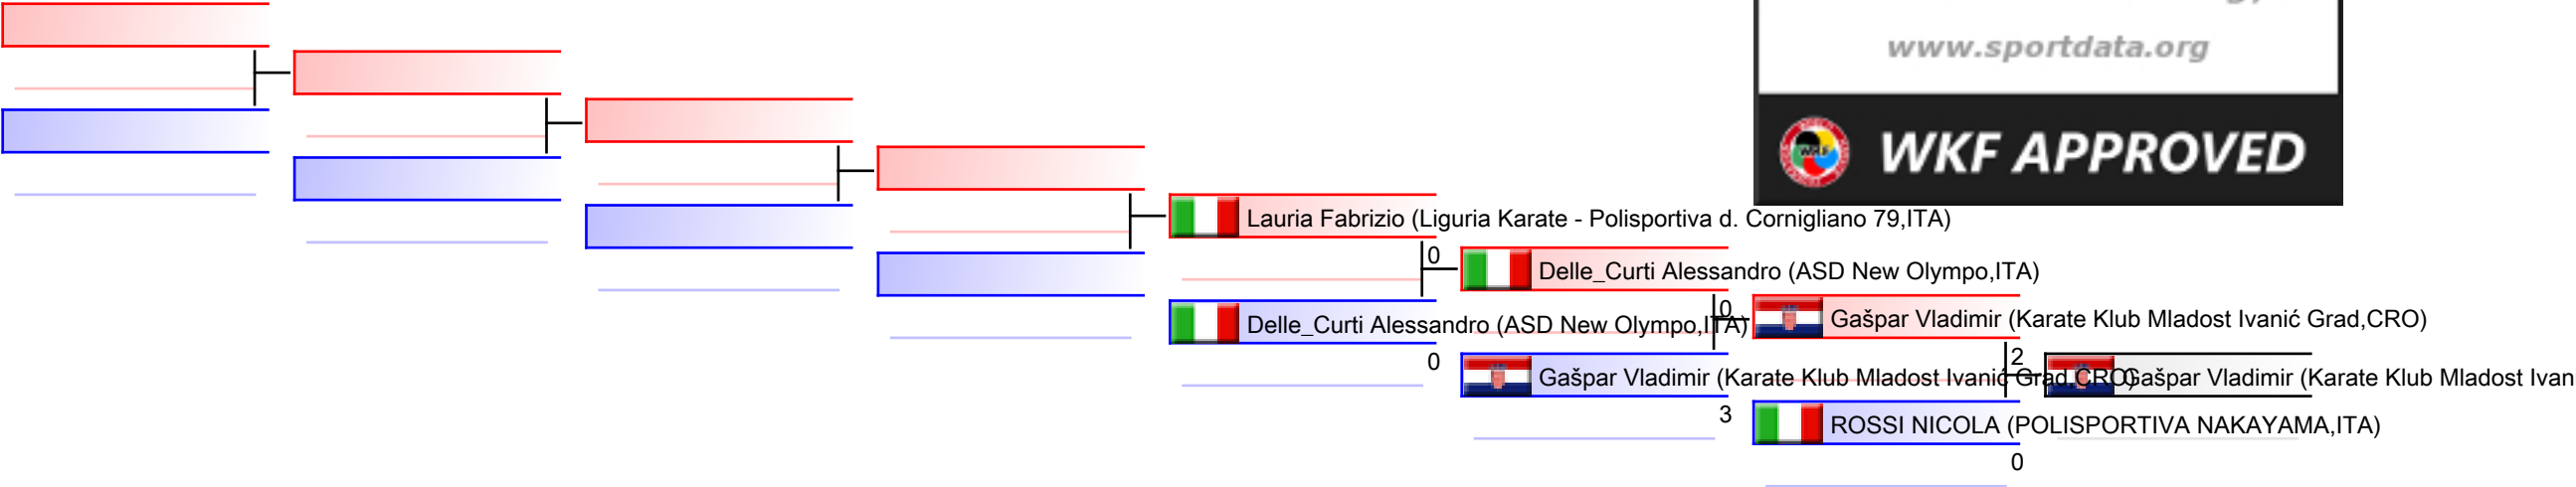 www.sportdata.org
WKF
WKF APPROVED
Lauria Fabrizio (Liguria Karate - Polisportiva d. Cornigliano 79,ITA)
0
Delle_Curti Alessandro (ASD New Olympo,ITA)
0
Gašpar Vladimir (Karate Klub Mladost Ivanić Grad,CRO)
Delle_Curti Alessandro (ASD New Olympo,ITA)
0
2
Gašpar Vladimir (Karate Klub Mladost Ivanić Grad,CRO)
Gašpar Vladimir (Karate Klub Mladost Ivan
3
ROSSI NICOLA (POLISPORTIVA NAKAYAMA,ITA)
0